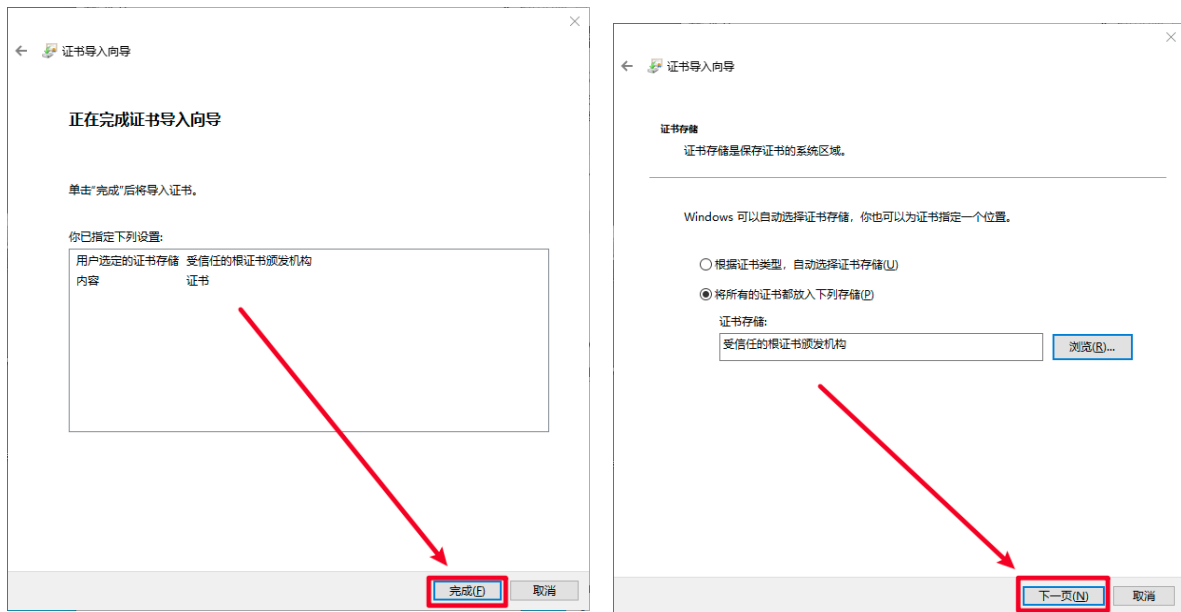 证书导入向导
正在完成证书导入向导
单击“完成”后将导入证书。
你已指定下列设置:
用户选定的证书存储 受信任的根证书颁发机构
内容 证书
完成(F) 取消
证书导入向导
证书存储
证书存储是保存证书的系统区域。
Windows 可以自动选择证书存储，你也可以为证书指定一个位置。
根据证书类型，自动选择证书存储(U)
将所有的证书都放入下列存储(P)
证书存储:
受信任的根证书颁发机构 浏览(R)...
下一页(N) 取消